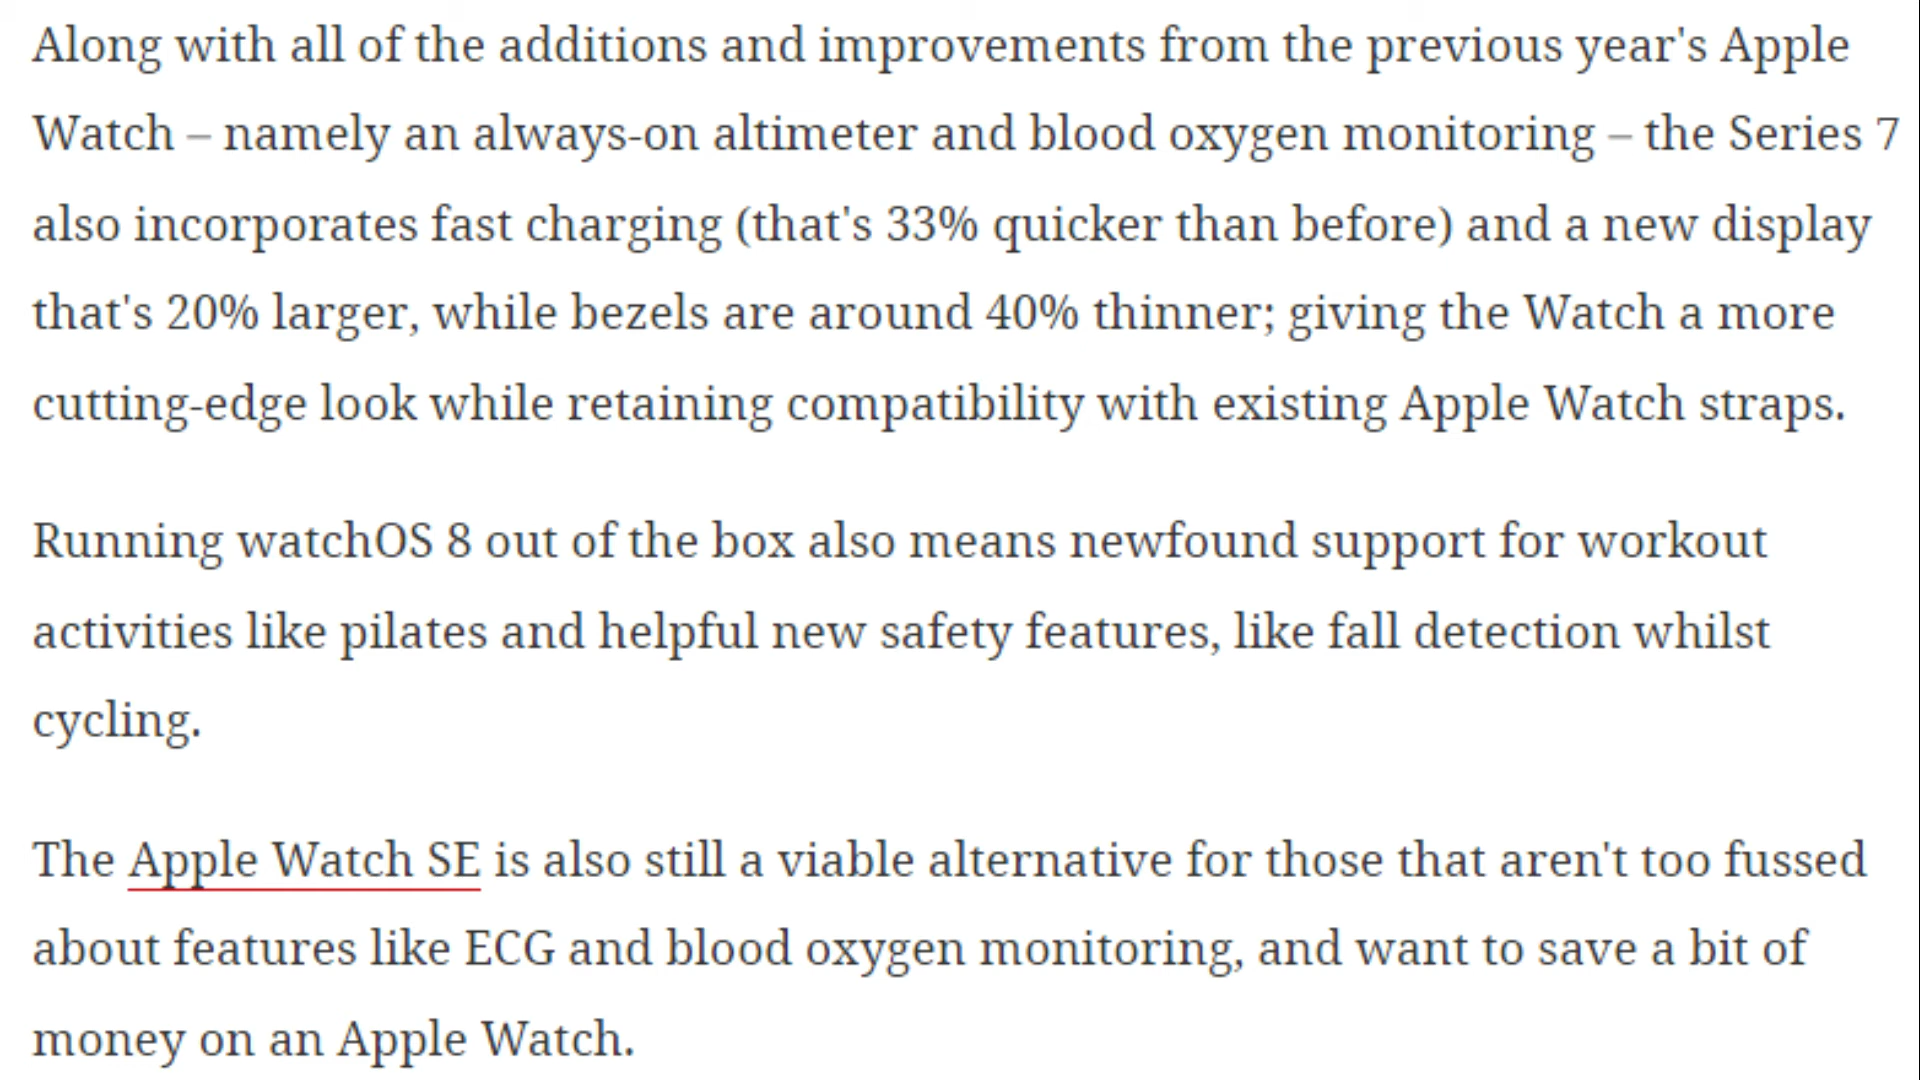 Along with all of the additions and improvements from the previous year's Apple
Watch – namely an always-on altimeter and blood oxygen monitoring – the Series 7
also incorporates fast charging (that's 33% quicker than before) and a new display
that's 20% larger, while bezels are around 40% thinner; giving the Watch a more
cutting-edge look while retaining compatibility with existing Apple Watch straps.
Running watchOS 8 out of the box also means newfound support for workout
activities like pilates and helpful new safety features, like fall detection whilst
cycling.
The Apple Watch SE is also still a viable alternative for those that aren't too fussed
about features like ECG and blood oxygen monitoring, and want to save a bit of
money on an Apple Watch.